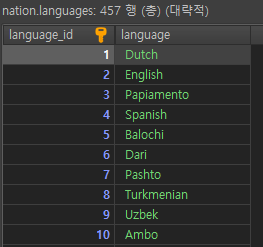 nation.languages: 457 행 (총) (대략적)
language_id language
1 Dutch
2 English
3 Papiamento
4 Spanish
5 Balochi
6 Dari
7 Pashto
8 Turkmenian
9 Uzbek
10 Ambo